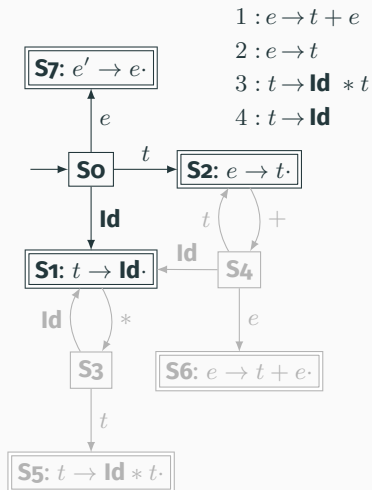 1 : e → t + e
2 : e → t
3 : t → Id * t
4 : t → Id
S7: e′ → e·
e
t
S0
S2: e → t·
Id
t
+
Id
S1: t → Id·
S4
Id
*
e
S3
S6: e → t + e·
t
S5: t → Id * t·